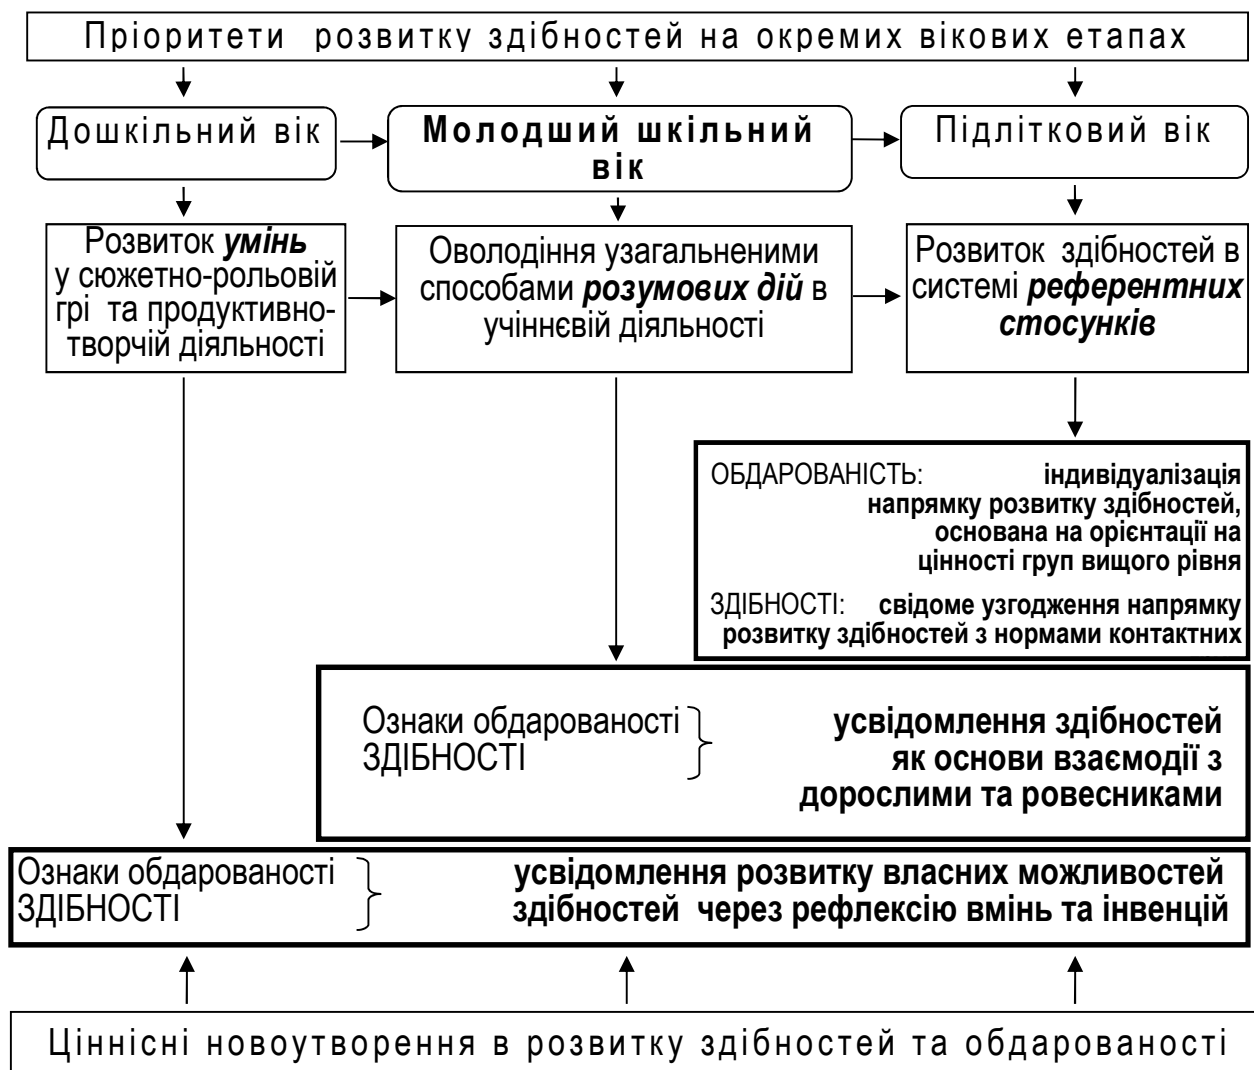 Пріоритети розвитку здібностей на окремих вікових етапах
Дошкільний вік
Молодший шкільний
вік
Підлітковий вік
Розвиток умінь
у сюжетно-рольовій
грі та продуктивно-
творчій діяльності
Оволодіння узагальненими
способами розумових дій в
учіннєвій діяльності
Розвиток здібностей в
системі референтних
стосунків
ОБДАРОВАНІСТЬ: індивідуалізація
напрямку розвитку здібностей,
основана на орієнтації на
цінності груп вищого рівня
ЗДІБНОСТІ: свідоме узгодження напрямку
розвитку здібностей з нормами контактних
Ознаки обдарованості
ЗДІБНОСТІ
усвідомлення здібностей
як основи взаємодії з
дорослими та ровесниками
Ознаки обдарованості
ЗДІБНОСТІ
усвідомлення розвитку власних можливостей
здібностей через рефлексію вмінь та інвенцій
Ціннісні новоутворення в розвитку здібностей та обдарованості